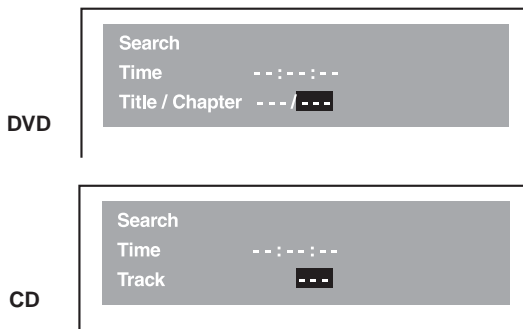 DVD
Search
Time --:--:--
Title / Chapter ---/---
CD
Search
Time --:--:--
Track ---